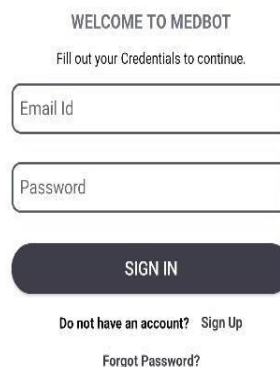 WELCOME TO MEDBOT
Fill out your Credentials to continue.
Email Id
Password
SIGN IN
Do not have an account? Sign Up
Forgot Password?